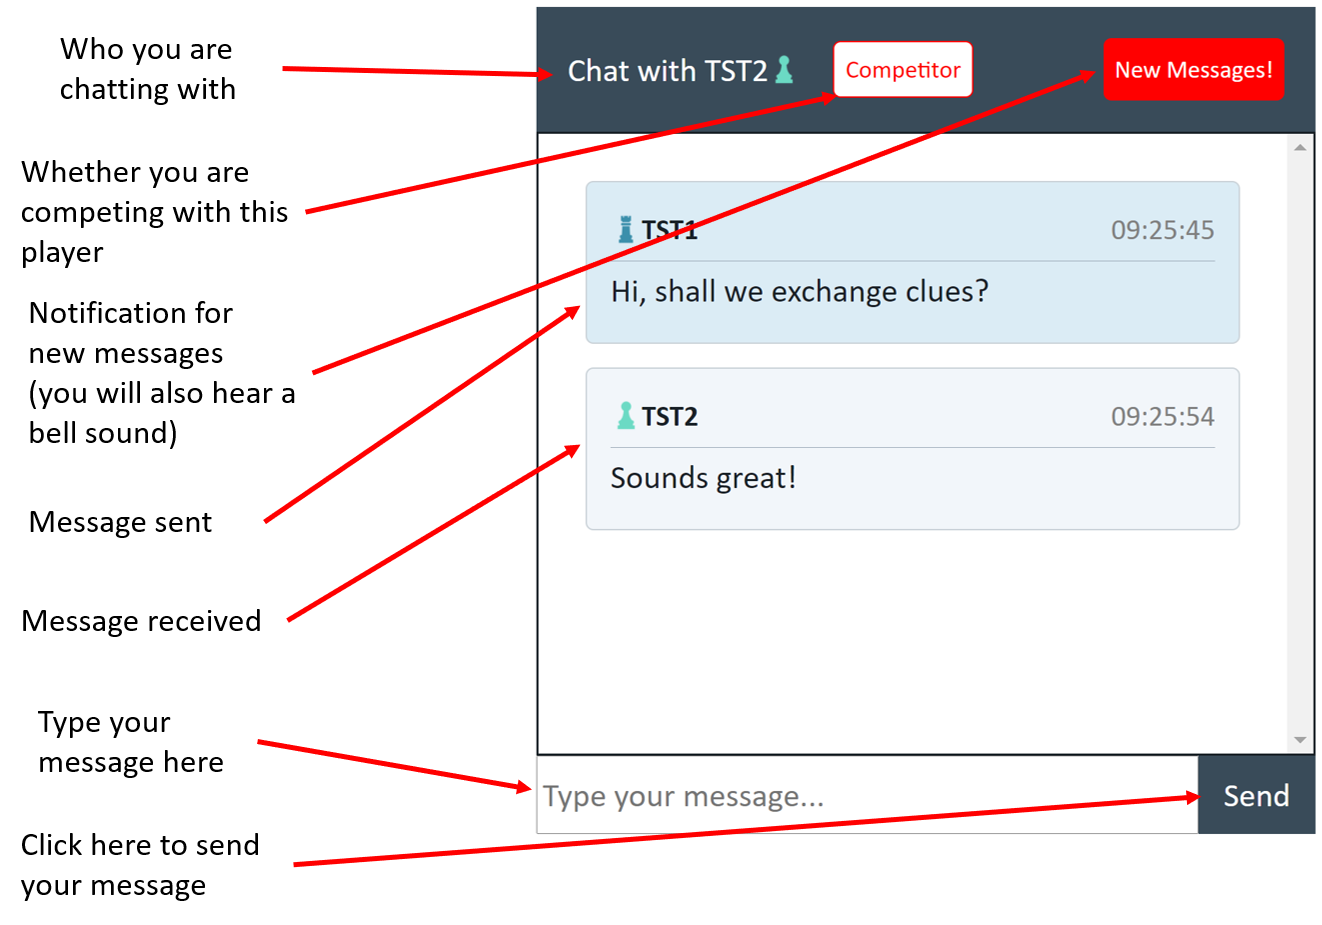 Who you are
chatting with
Whether you are
competing with this
player
Notification for
new messages
(you will also hear a
bell sound)
Message sent
Message received
Type your
message here
Click here to send
your message
Chat with TST2
Competitor
New Messages!
TST1
09:25:45
Hi, shall we exchange clues?
TST2
09:25:54
Sounds great!
Type your message...
Send